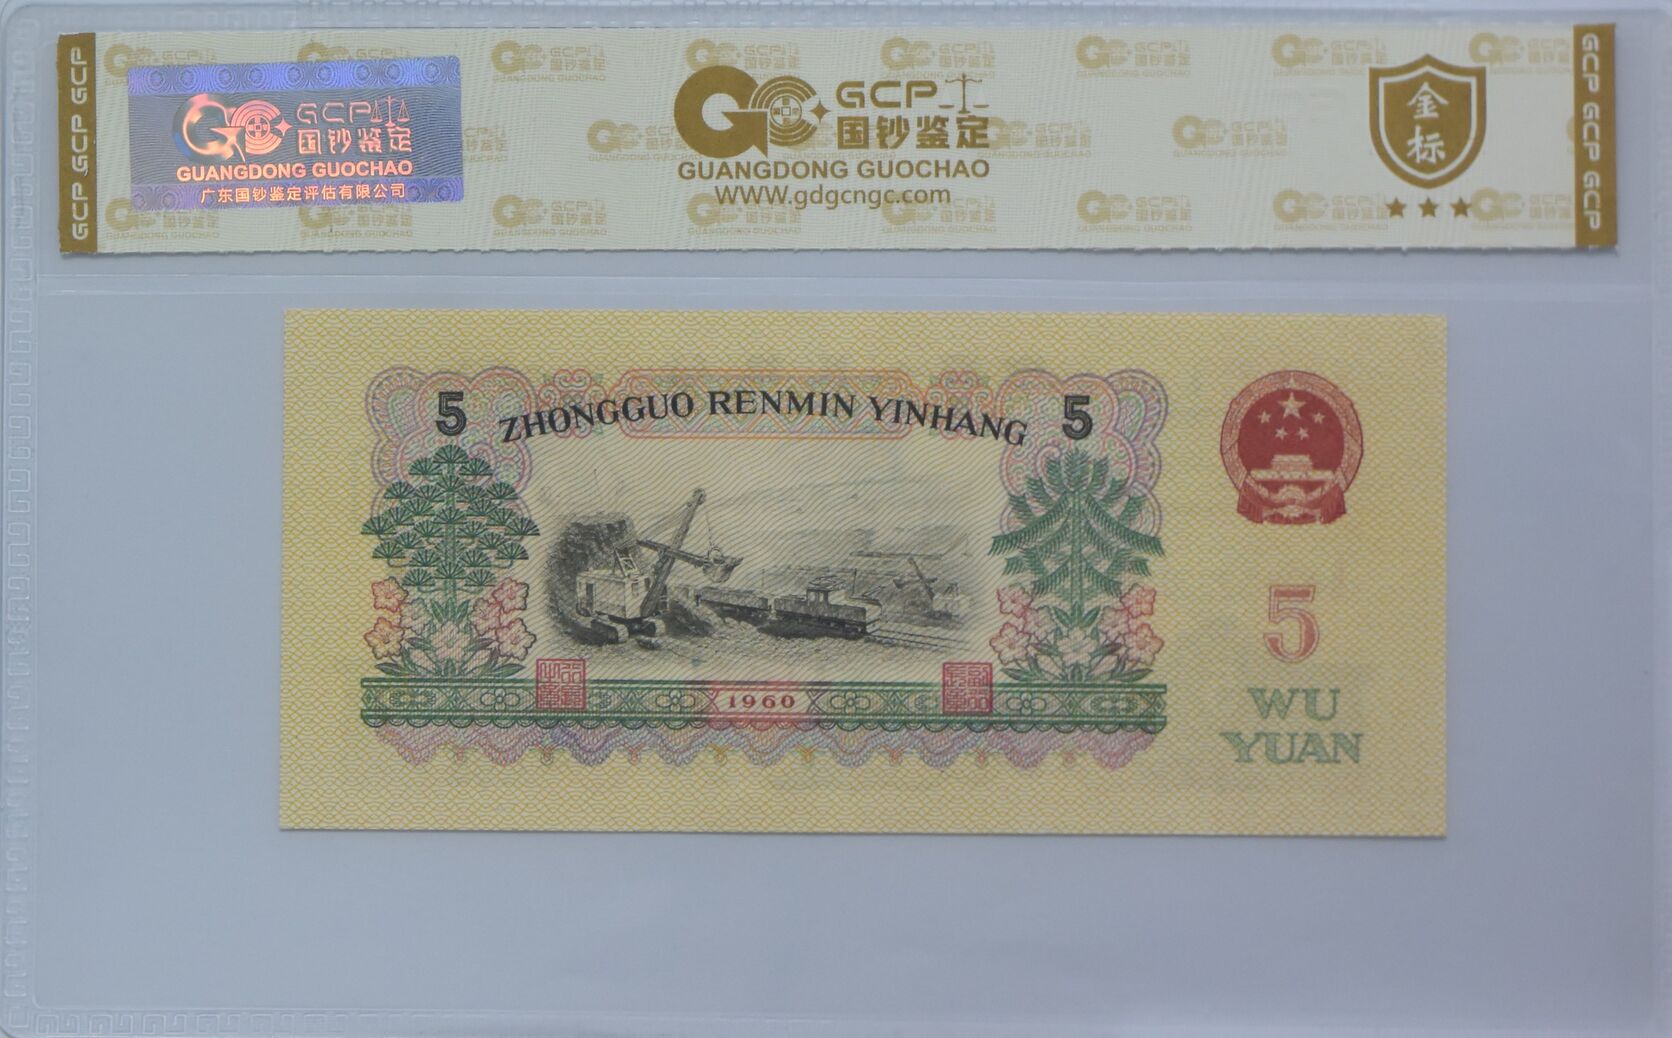 GCP GCP GCP
GCP
国钞鉴定
GUANGDONG GUOCHAO
广东国钞鉴定评估有限公司
GCP
国钞鉴定
GUANGDONG GUOCHAO
WWW.gdgcngc.com
金标
GCP GCP GCP
5
ZHONGGUO RENMIN YINHANG
5
1960
5
WU
YUAN